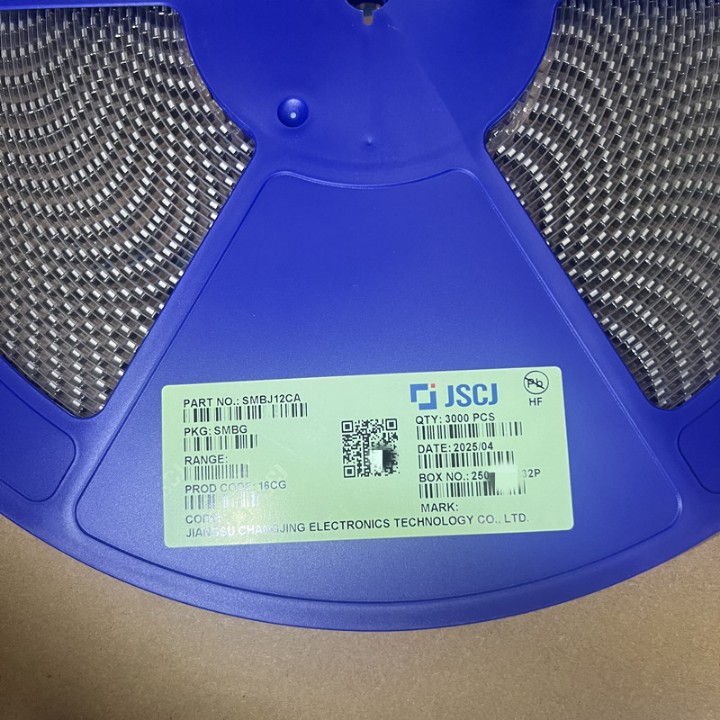 PART NO.: SMBJ12CA
JSCJ
Pb
HF
PKG: SMBG
QTY: 3000 PCS
RANGE:
DATE: 2025/04
PROD CODE: 16CG
BOX NO.: 250 32P
CODE:
MARK:
JIANGSU CHANGJING ELECTRONICS TECHNOLOGY CO., LTD.